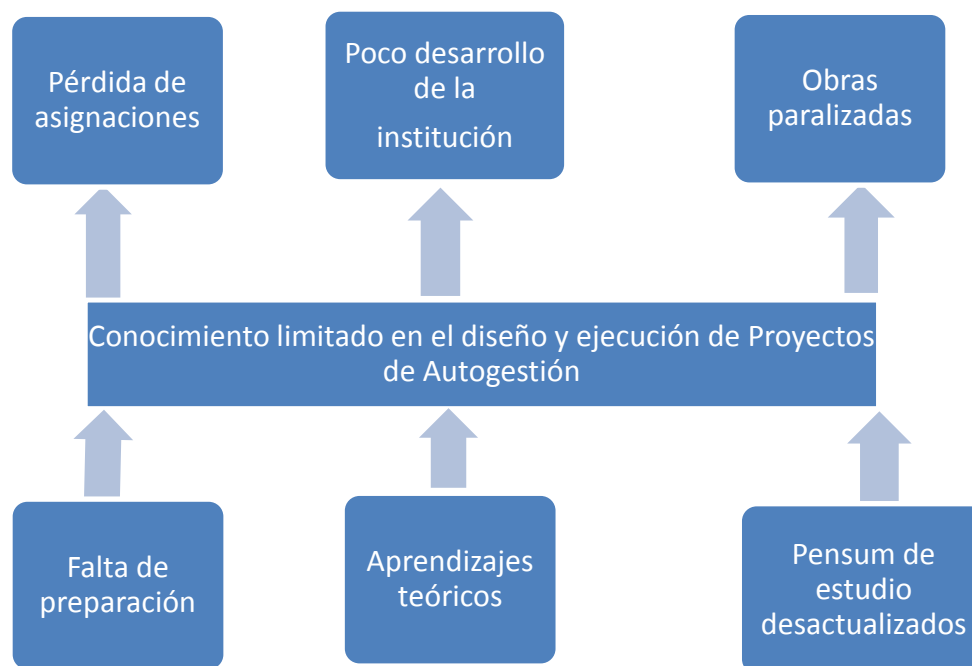 Pérdida de
asignaciones
Poco desarrollo
de la
institución
Obras
paralizadas
Conocimiento limitado en el diseño y ejecución de Proyectos
de Autogestión
Falta de
preparación
Aprendizajes
teóricos
Pensum de
estudio
desactualizados